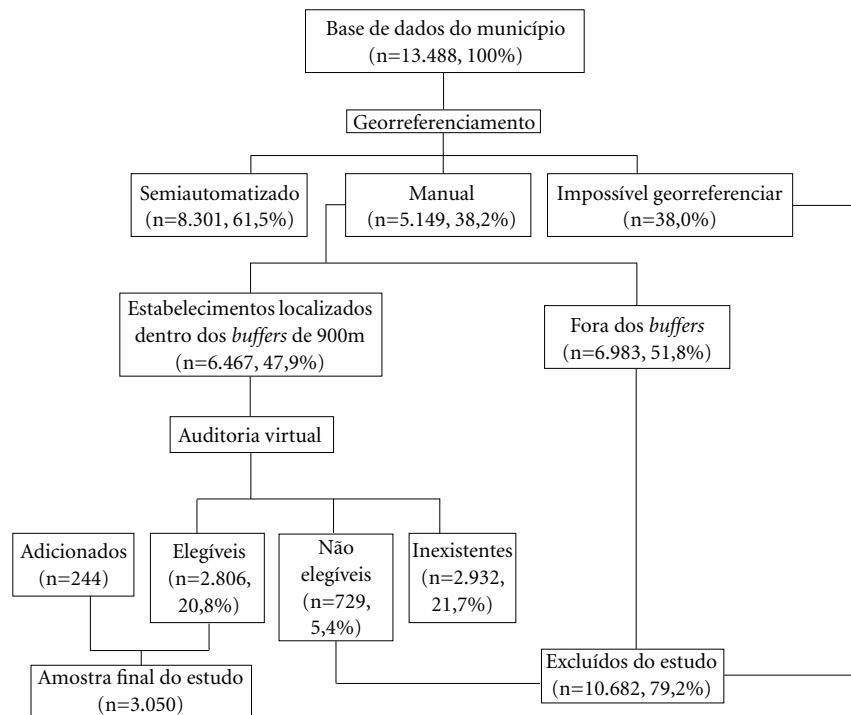 Base de dados do município
(n=13.488, 100%)
Georreferenciamento
Semiautomatizado
(n=8.301, 61,5%)
Manual
(n=5.149, 38,2%)
Impossível georreferenciar
(n=38,0%)
Estabelecimentos localizados
dentro dos buffers de 900m
(n=6.467, 47,9%)
Fora dos buffers
(n=6.983, 51,8%)
Auditoria virtual
Adicionados
(n=244)
Elegíveis
(n=2.806,
20,8%)
Não
elegíveis
(n=729,
5,4%)
Inexistentes
(n=2.932,
21,7%)
Amostra final do estudo
(n=3.050)
Excluídos do estudo
(n=10.682, 79,2%)